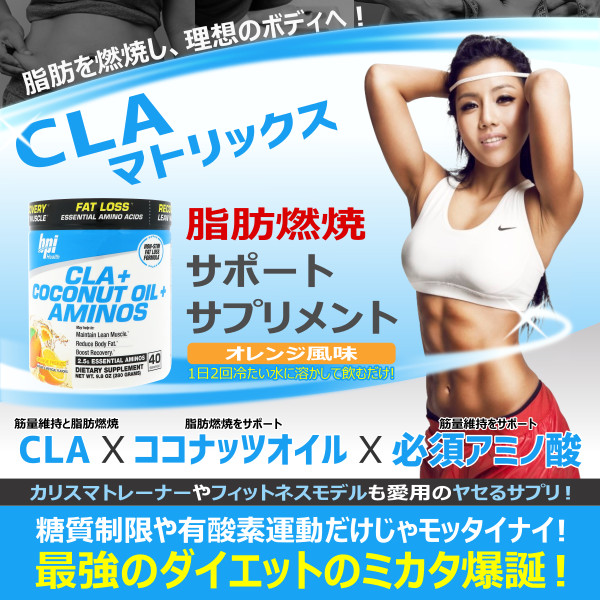 脂肪を燃焼し、理想のボディへ！
CLA
マトリックス
FAT LOSS
ESSENTIAL AMINO ACIDS
bpi
health
NON-STIM
FAT LOSS
FORMULA
CLA+
COCONUT OIL+
AMINOS
May help to:
Maintain Lean Muscle.
Reduce Body Fat.
Boost Recovery.
2.5g ESSENTIAL AMINOS
40
DIETARY SUPPLEMENT
脂肪燃焼
サポート
サプリメント
オレンジ風味
1日2回冷たい水に溶かして飲むだけ!
筋量維持と脂肪燃焼 脂肪燃焼をサポート 筋量維持をサポート
CLA X ココナッツオイル X 必須アミノ酸
カリスマトレーナーやフィットネスモデルも愛用のヤセるサプリ！
糖質制限や有酸素運動だけじゃモッタイナイ!
最強のダイエットのミカタ爆誕！